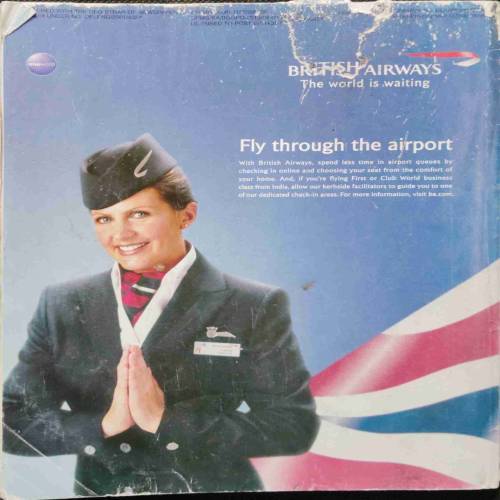 BRITISH AIRWAYS
The world is waiting
Fly through the airport
With British Airways, spend less time in airport queues by
checking in online and choosing your seat from the comfort of
your home. And, if you're flying First or Club World business
class from India, allow our kerbside facilitators to guide you to one
of our dedicated check-in areas. For more information, visit ba.com.